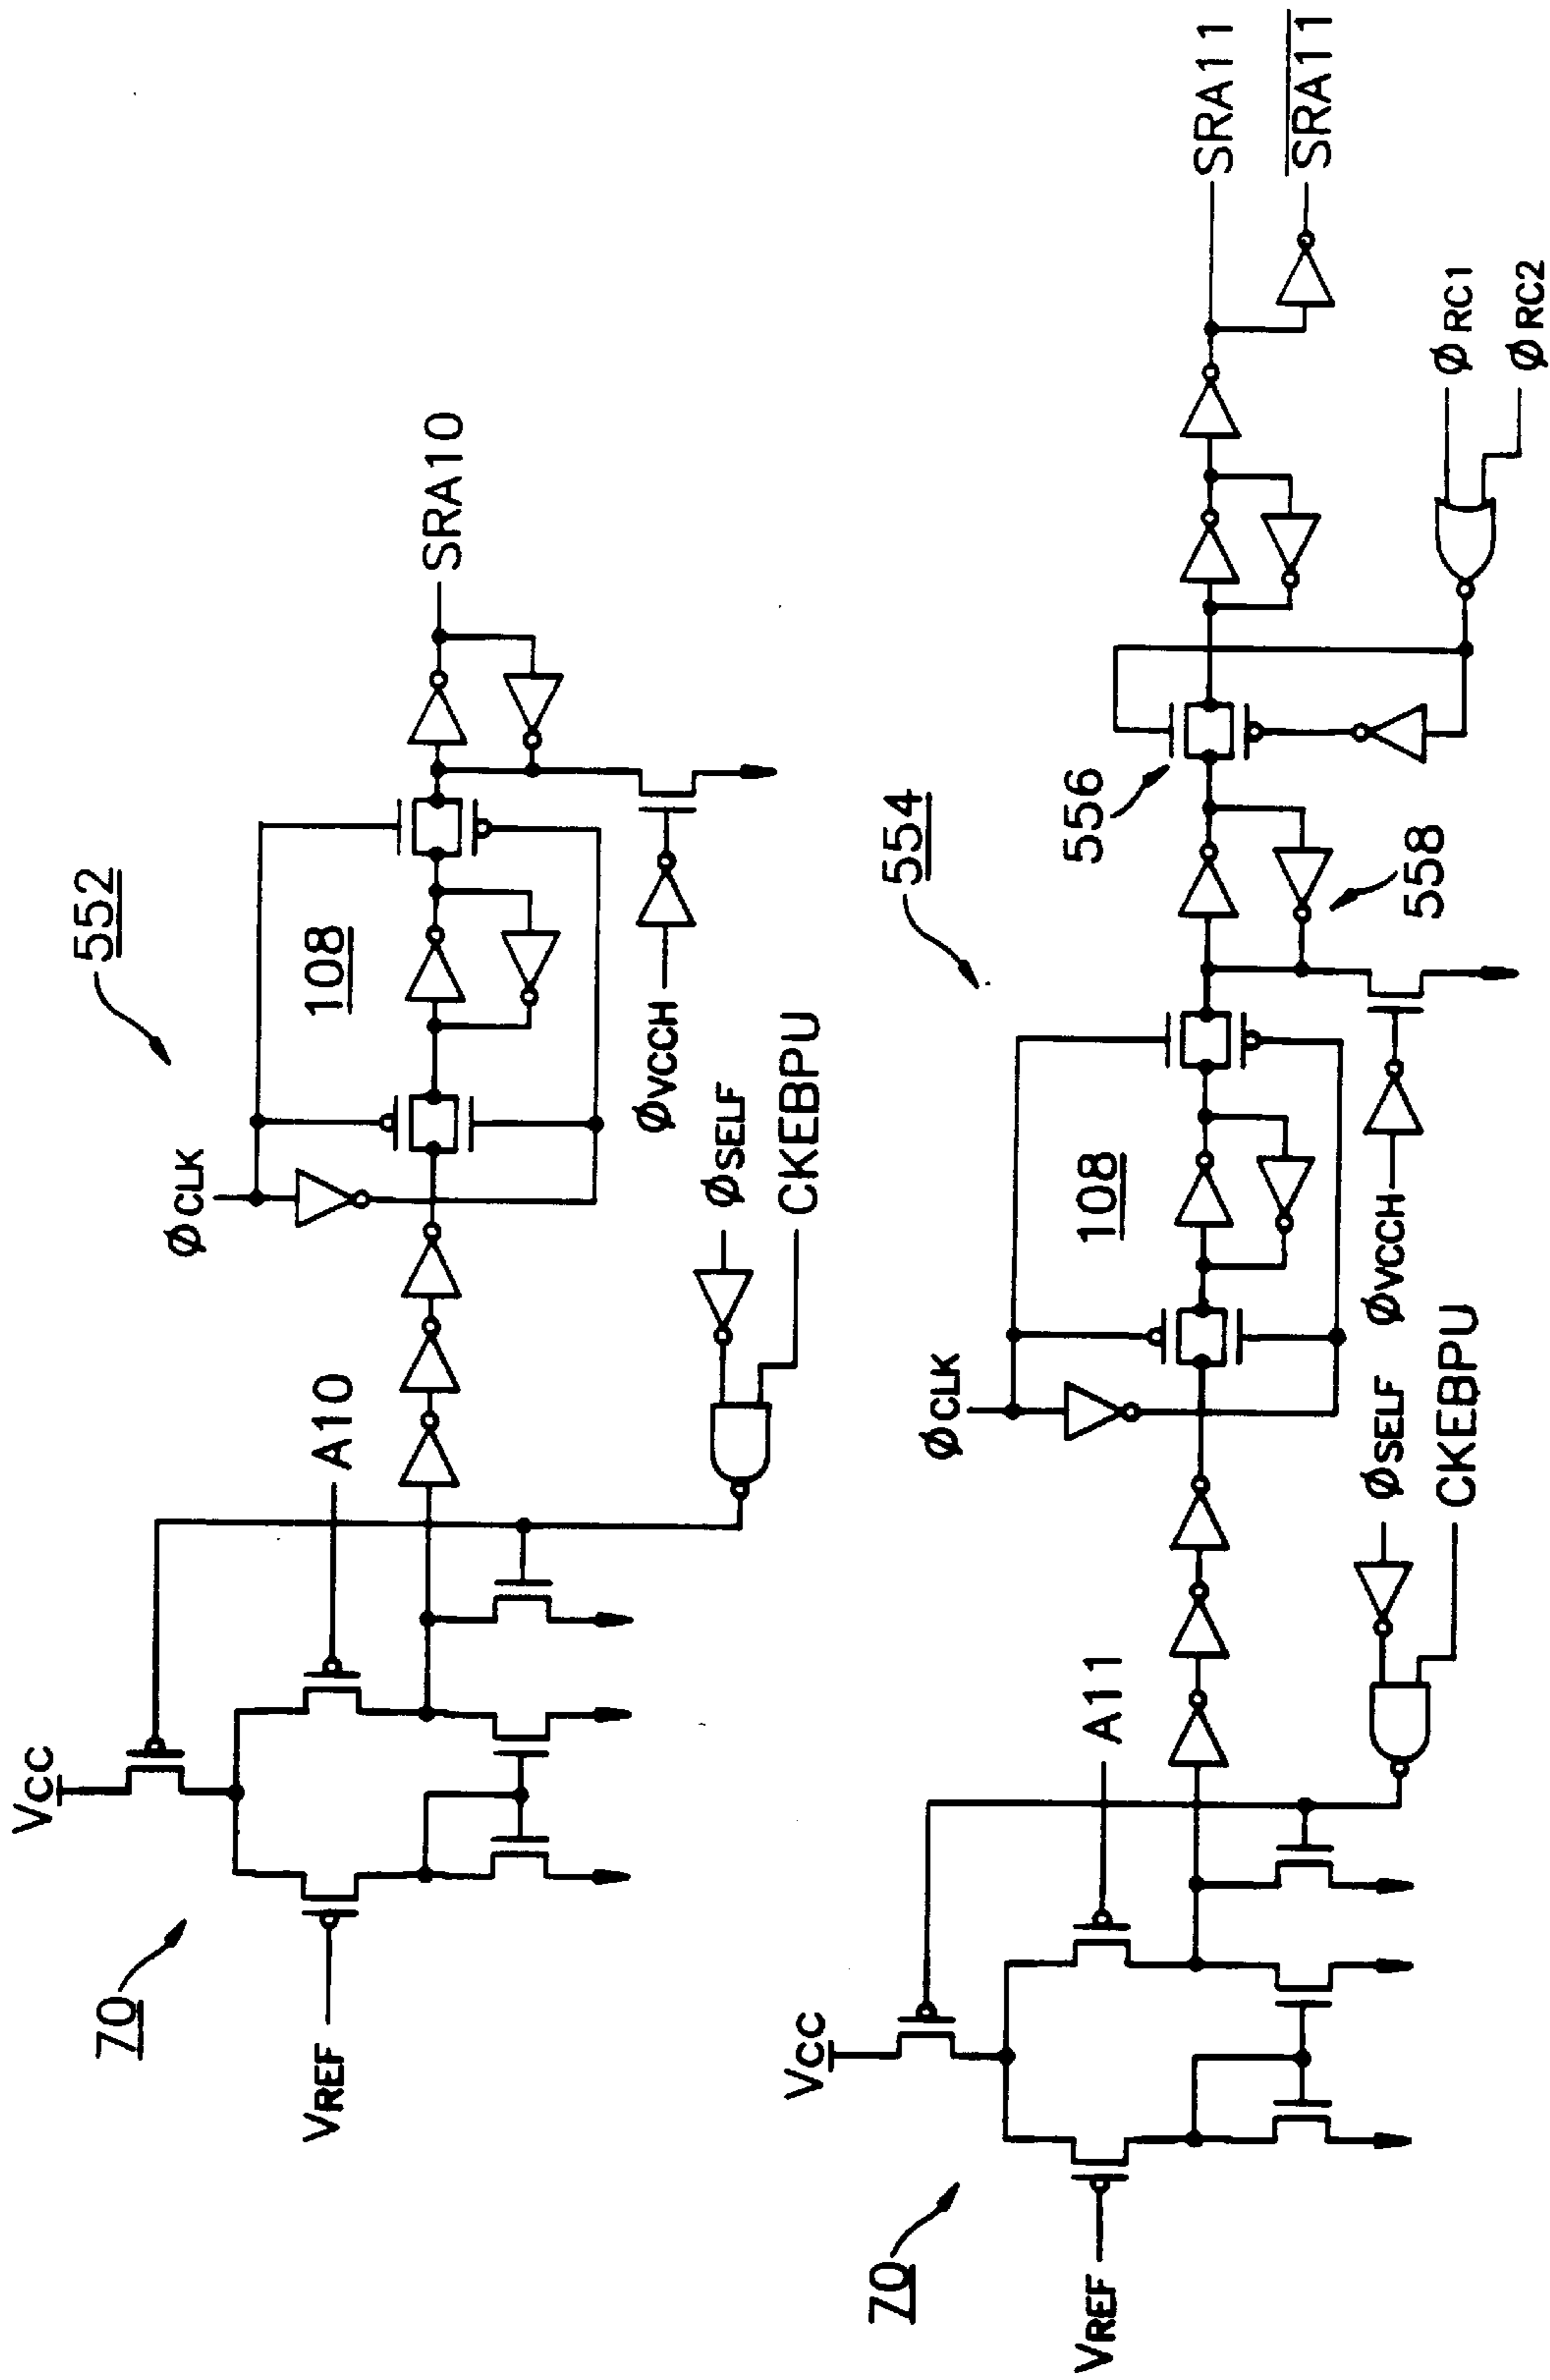 552
108
SRA10
øCLK
øVCCH
A10
øSELF
CKEBPU
VCC
70
VREF
554
108
556
558
SRA11
SRA11
øRC1
øRC2
øCLK
øVCCH
A11
øSELF
CKEBPU
VCC
70
VREF